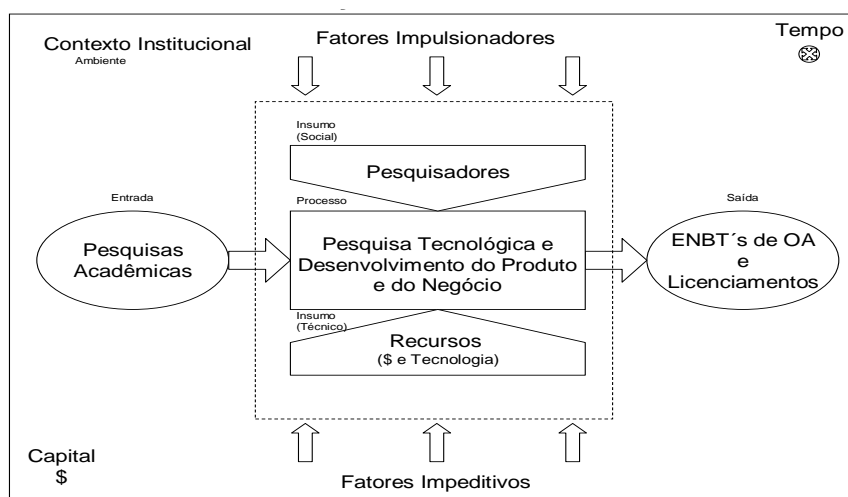 Contexto Institucional
Ambiente
Fatores Impulsionadores
Tempo
Insumo
(Social)
Pesquisadores
Entrada
Processo
Saída
Pesquisas
Acadêmicas
Pesquisa Tecnológica e
Desenvolvimento do Produto
e do Negócio
ENBT´s de OA
e
Licenciamentos
Insumo
(Técnico)
Recursos
($ e Tecnologia)
Capital
$
Fatores Impeditivos